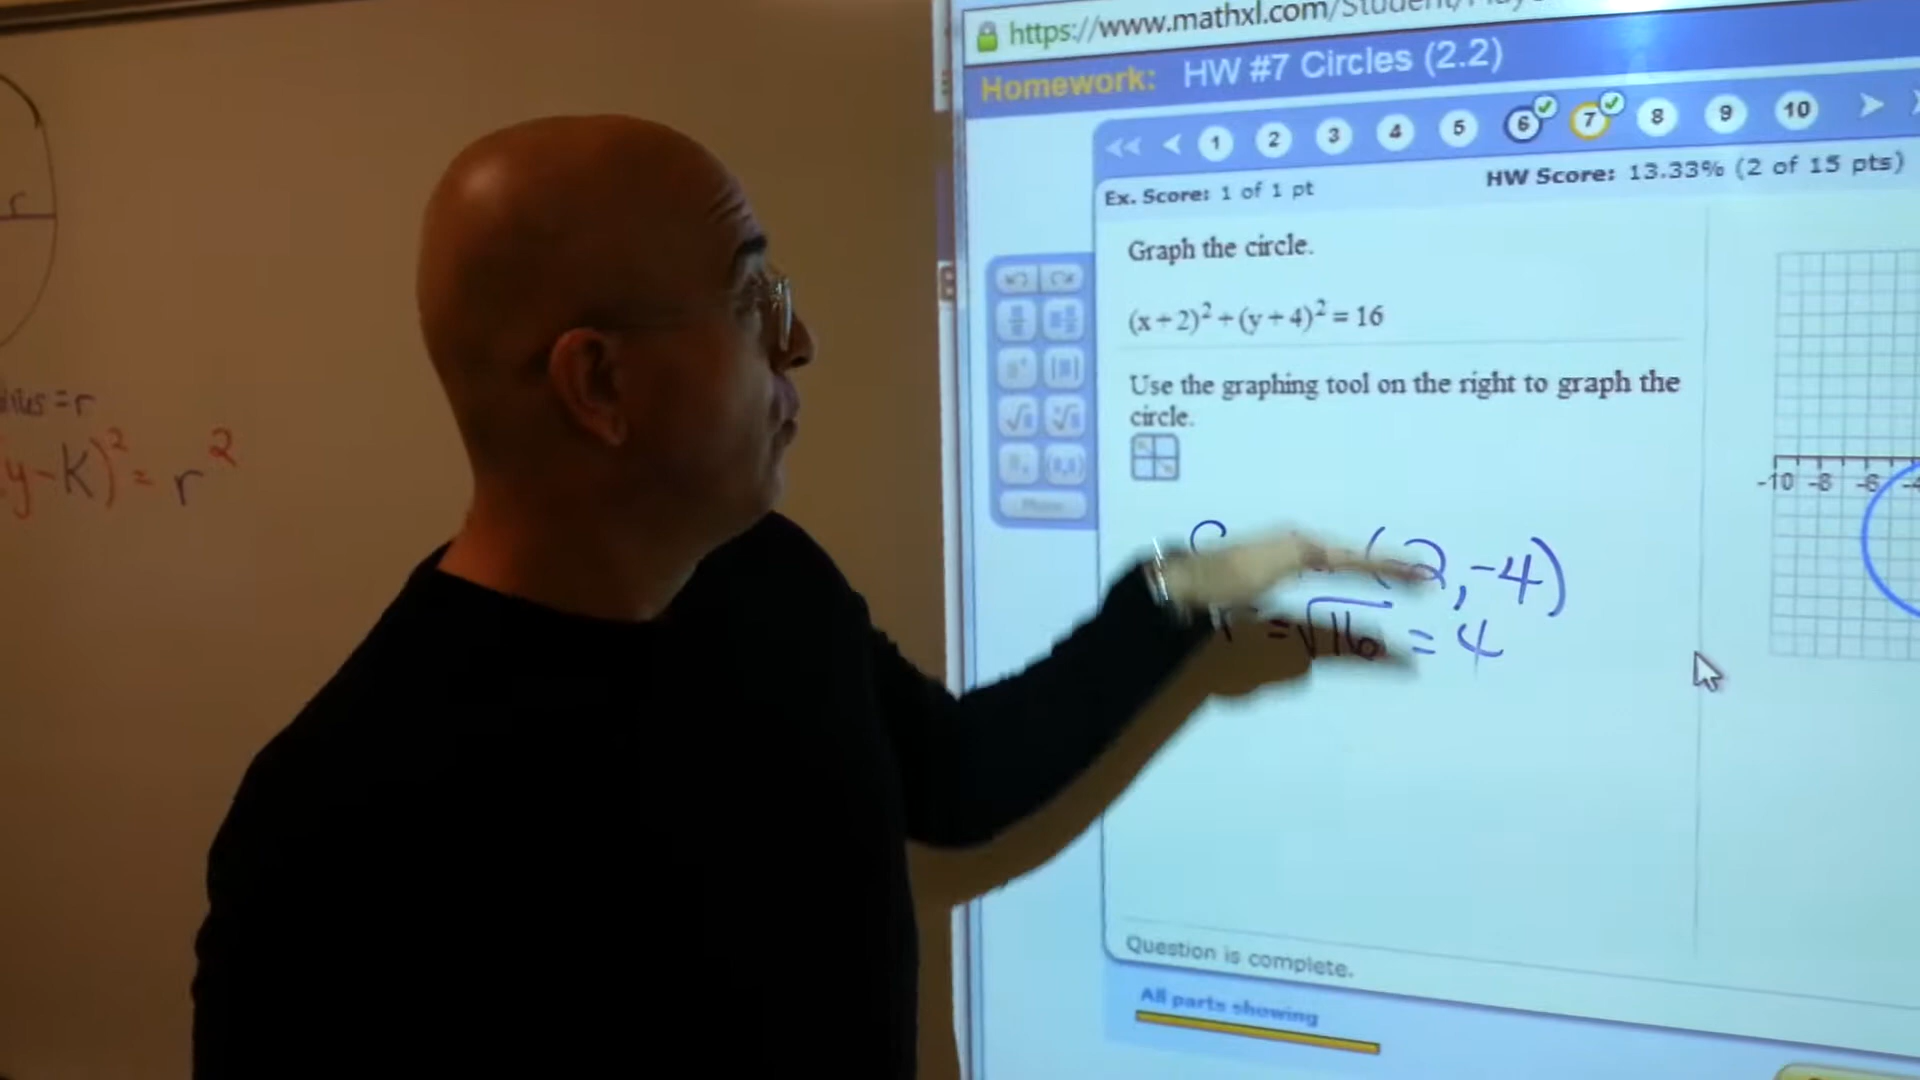 https://www.mathxl.com/Student/
Homework: HW #7 Circles (2.2)
1 2 3 4 5 6 7 8 9 10
Ex. Score: 1 of 1 pt
HW Score: 13.33% (2 of 15 pts)
Graph the circle.
(x+2)²+(y+4)²=16
Use the graphing tool on the right to graph the
circle.
-10 -8 -6 -4
2,-4)
r =√16 = 4
Question is complete.
All parts showing
r
=r
(y-k)²= r²